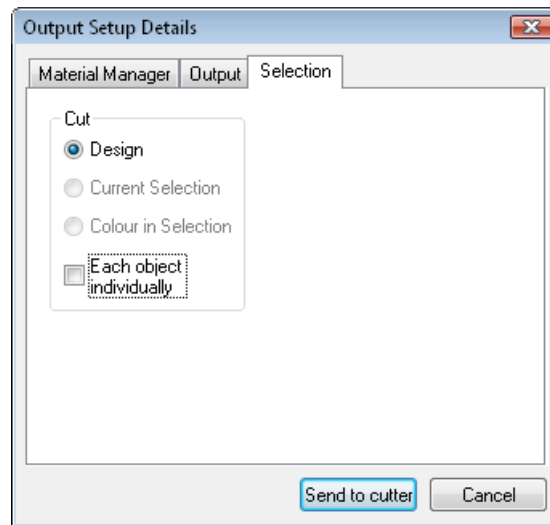 Output Setup Details
Material Manager
Output
Selection
Cut
Design
Current Selection
Colour in Selection
Each object
individually
Send to cutter
Cancel